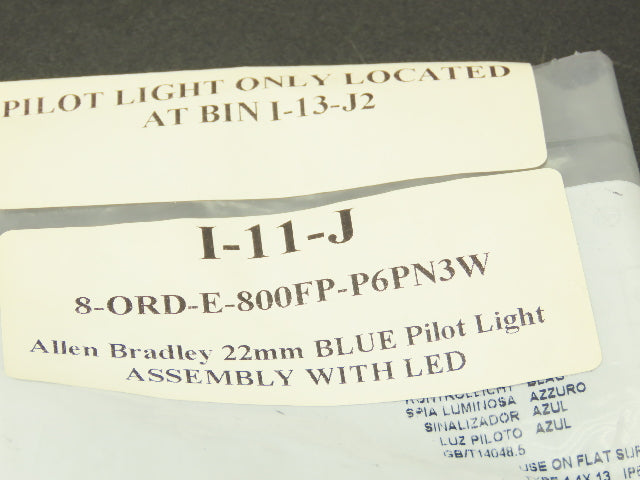 PILOT LIGHT ONLY LOCATED
AT BIN I-13-J2
I-11-J
8-ORD-E-800FP-P6PN3W
Allen Bradley 22mm BLUE Pilot Light
ASSEMBLY WITH LED
SPIA LUMINOSA AZZURO
SINALIZADOR AZUL
LUZ PILOTO AZUL
GB/T14048.5
USE ON FLAT SUR